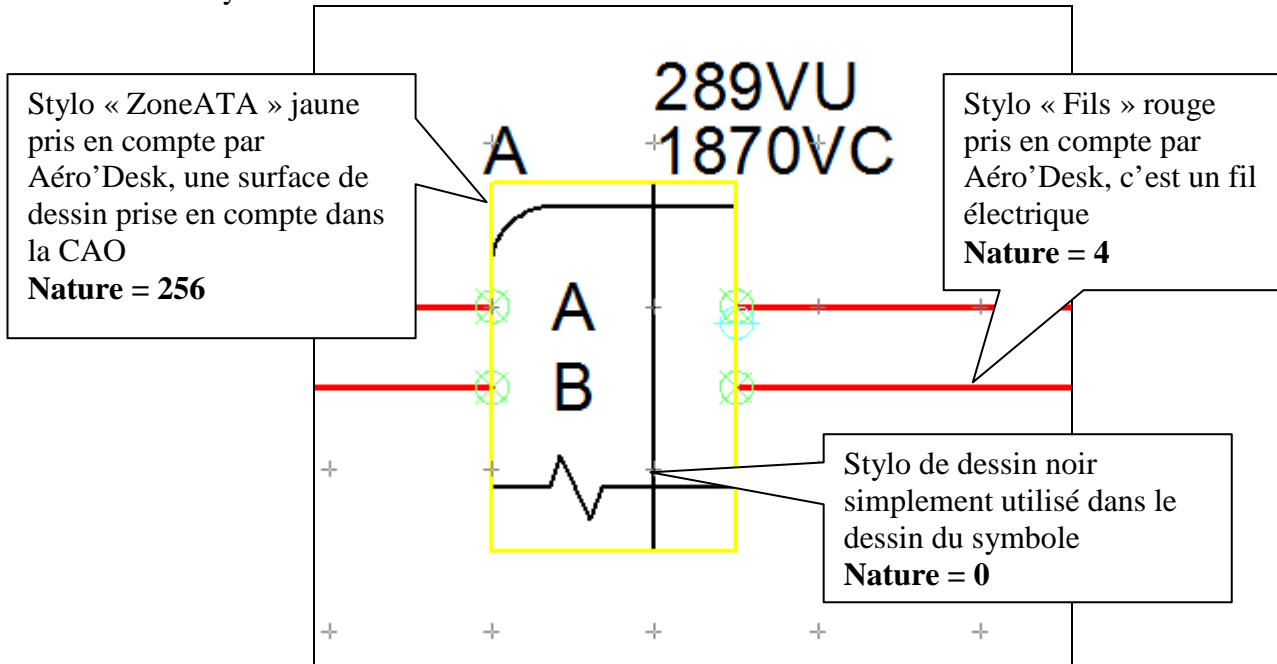 Stylo « ZoneATA » jaune
pris en compte par
Aéro’Desk, une surface de
dessin prise en compte dans
la CAO
Nature = 256
289VU
1870VC
A
A
B
Stylo « Fils » rouge
pris en compte par
Aéro’Desk, c’est un fil
électrique
Nature = 4
Stylo de dessin noir
simplement utilisé dans le
dessin du symbole
Nature = 0